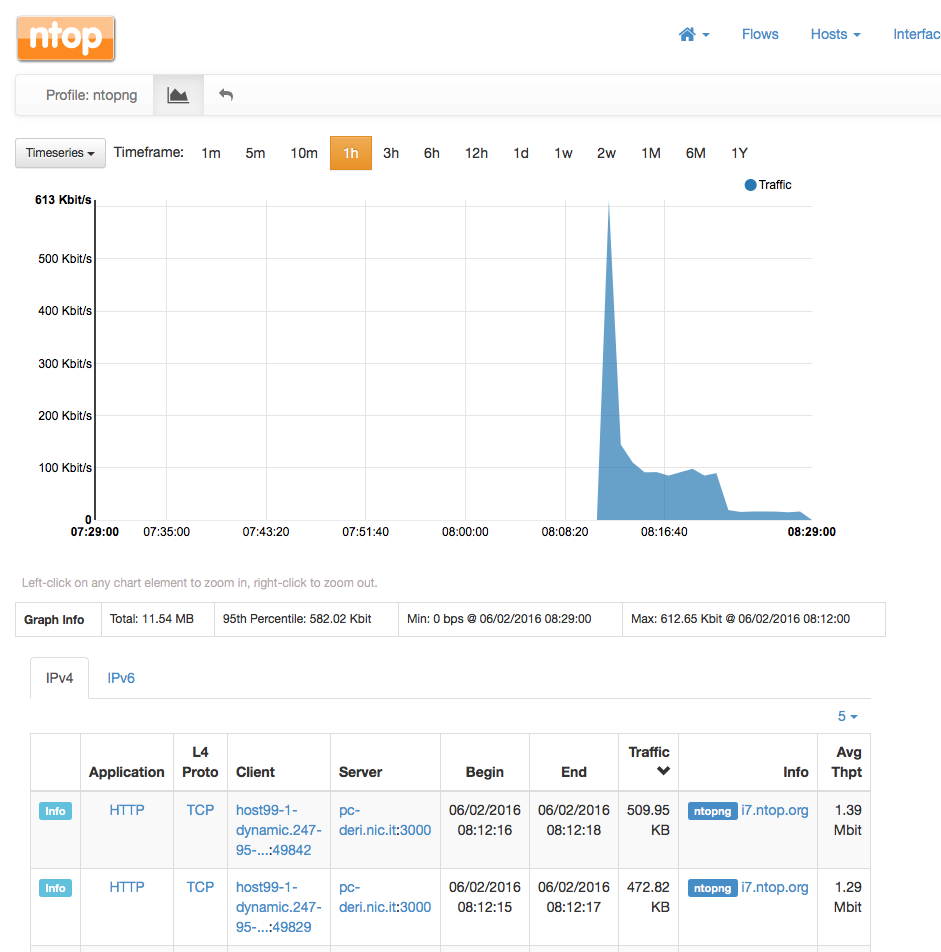 ntop
Flows Hosts Interfac
Profile: ntopng
Timeseries Timeframe: 1m 5m 10m 1h 3h 6h 12h 1d 1w 2w 1M 6M 1Y
Traffic
613 Kbit/s
500 Kbit/s
400 Kbit/s
300 Kbit/s
200 Kbit/s
100 Kbit/s
0
07:29:00 07:35:00 07:43:20 07:51:40 08:00:00 08:08:20 08:16:40 08:29:00
Left-click on any chart element to zoom in, right-click to zoom out.
Graph Info Total: 11.54 MB 95th Percentile: 582.02 Kbit Min: 0 bps @ 06/02/2016 08:29:00 Max: 612.65 Kbit @ 06/02/2016 08:12:00
IPv4 IPv6
5
L4 Traffic Avg
Application Proto Client Server Begin End Info Thpt
Info HTTP TCP host99-1- pc- 06/02/2016 06/02/2016 509.95 ntopng i7.ntop.org 1.39
dynamic.247- deri.nic.it:3000 08:12:16 08:12:18 KB Mbit
95-...:49842
Info HTTP TCP host99-1- pc- 06/02/2016 06/02/2016 472.82 ntopng i7.ntop.org 1.29
dynamic.247- deri.nic.it:3000 08:12:15 08:12:17 KB Mbit
95-...:49829